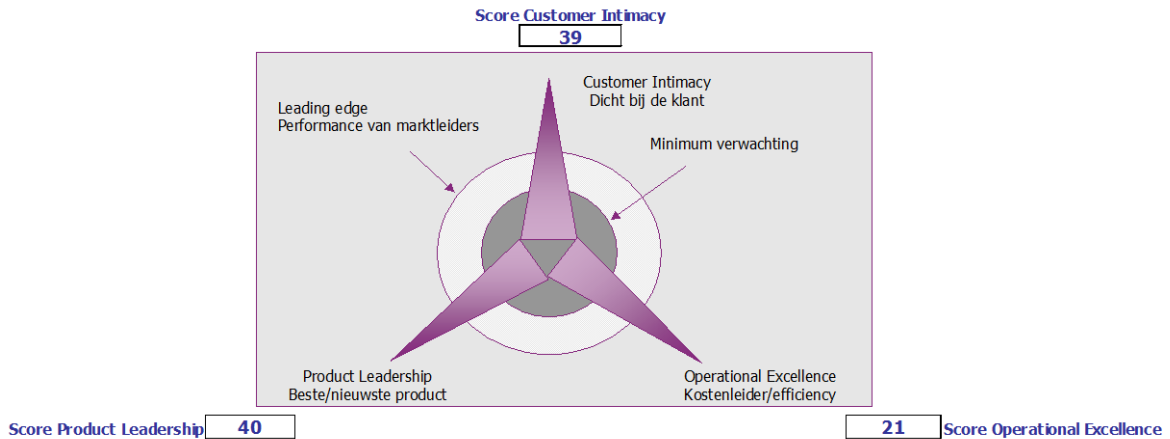 Score Customer Intimacy
39
Customer Intimacy
Dicht bij de klant
Leading edge
Performance van marktleiders
Minimum verwachting
Product Leadership
Beste/nieuwste product
Operational Excellence
Kostenleider/efficiency
Score Product Leadership 40
21 Score Operational Excellence